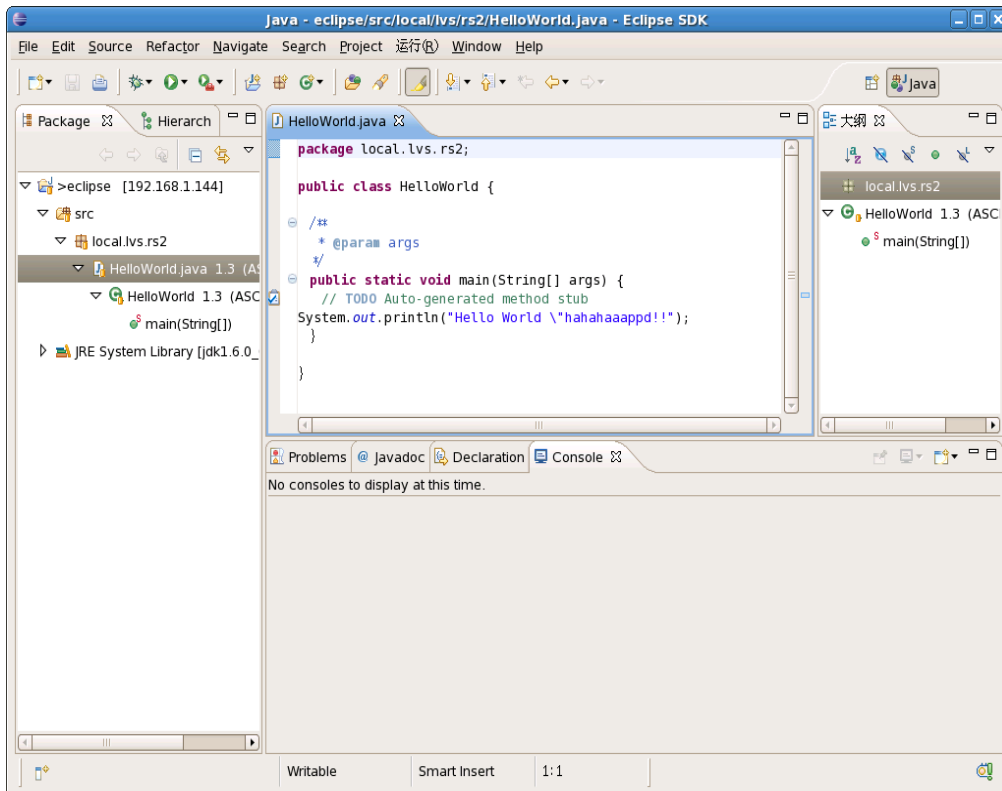 Java - eclipse/src/local/lvs/rs2/HelloWorld.java - Eclipse SDK
File Edit Source Refactor Navigate Search Project 运行(R) Window Help
Java
Package
Hierarch
>eclipse [192.168.1.144]
src
local.lvs.rs2
HelloWorld.java 1.3 (AS
HelloWorld 1.3 (ASC
main(String[])
JRE System Library [jdk1.6.0_
HelloWorld.java
package local.lvs.rs2;
public class HelloWorld {
/**
* @param args
*/
public static void main(String[] args) {
// TODO Auto-generated method stub
System.out.println("Hello World \"hahahaaappd!!");
}
}
大纲
local.lvs.rs2
HelloWorld 1.3 (ASC
main(String[])
Problems @ Javadoc Declaration Console
No consoles to display at this time.
Writable Smart Insert 1:1